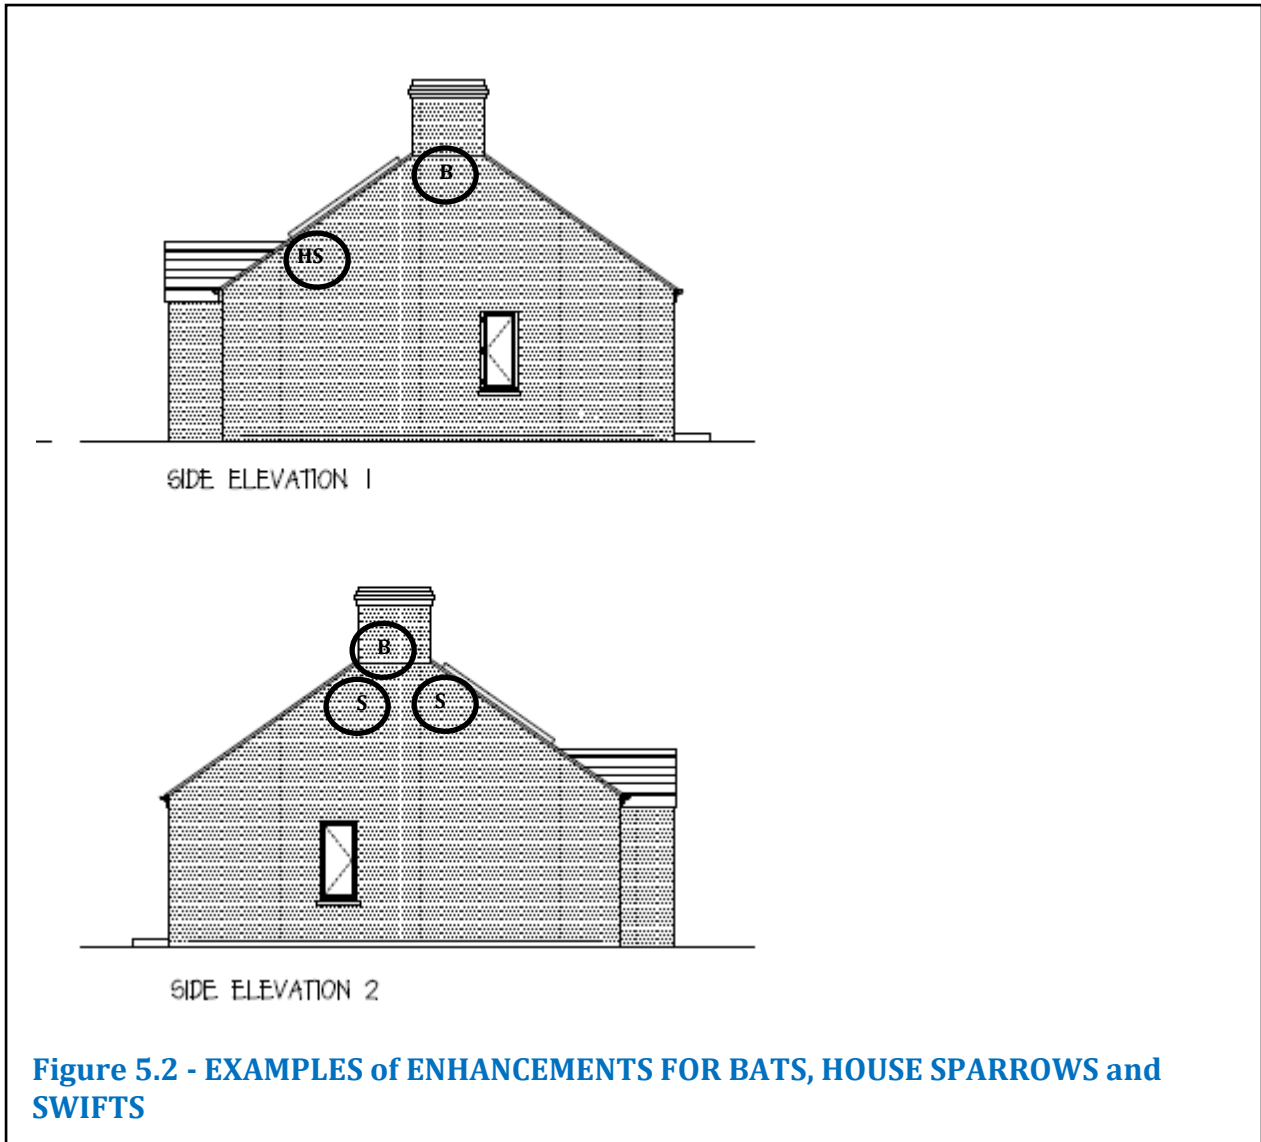 B
HS
SIDE ELEVATION 1
B
S S
SIDE ELEVATION 2
Figure 5.2 - EXAMPLES of ENHANCEMENTS FOR BATS, HOUSE SPARROWS and
SWIFTS